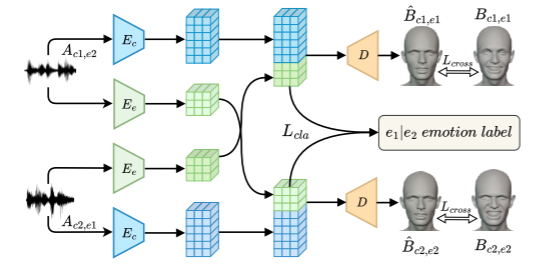 B̂c1,e1 Bc1,e1
Ac1,e2 Ec
D Lcross
Ee
Lcla e1|e2 emotion label
Ee
Ac2,e1 Ec
D Lcross
B̂c2,e2 Bc2,e2